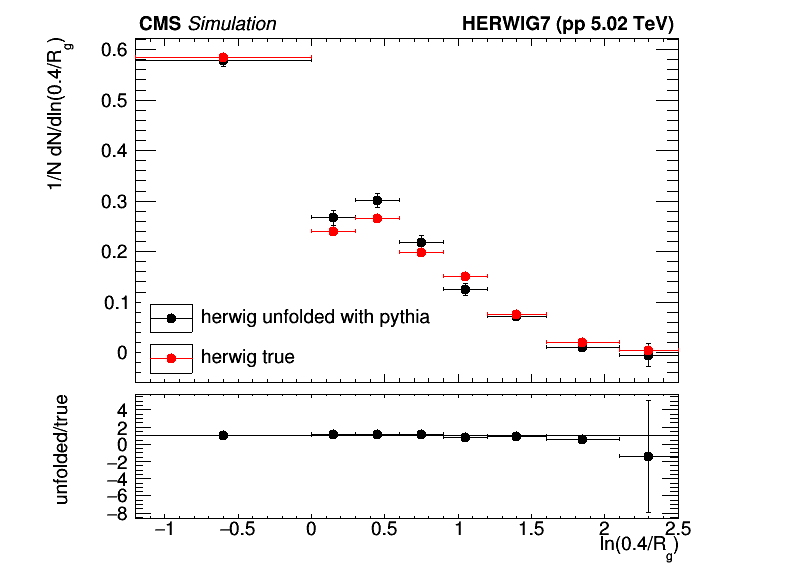 CMS Simulation HERWIG7 (pp 5.02 TeV)
1/N dN/dln(0.4/Rg)
0.6
0.5
0.4
0.3
0.2
0.1
0
herwig unfolded with pythia
herwig true
unfolded/true
4
2
0
−2
−4
−6
−8
−1 −0.5 0 0.5 1 1.5 2 2.5
ln(0.4/Rg)